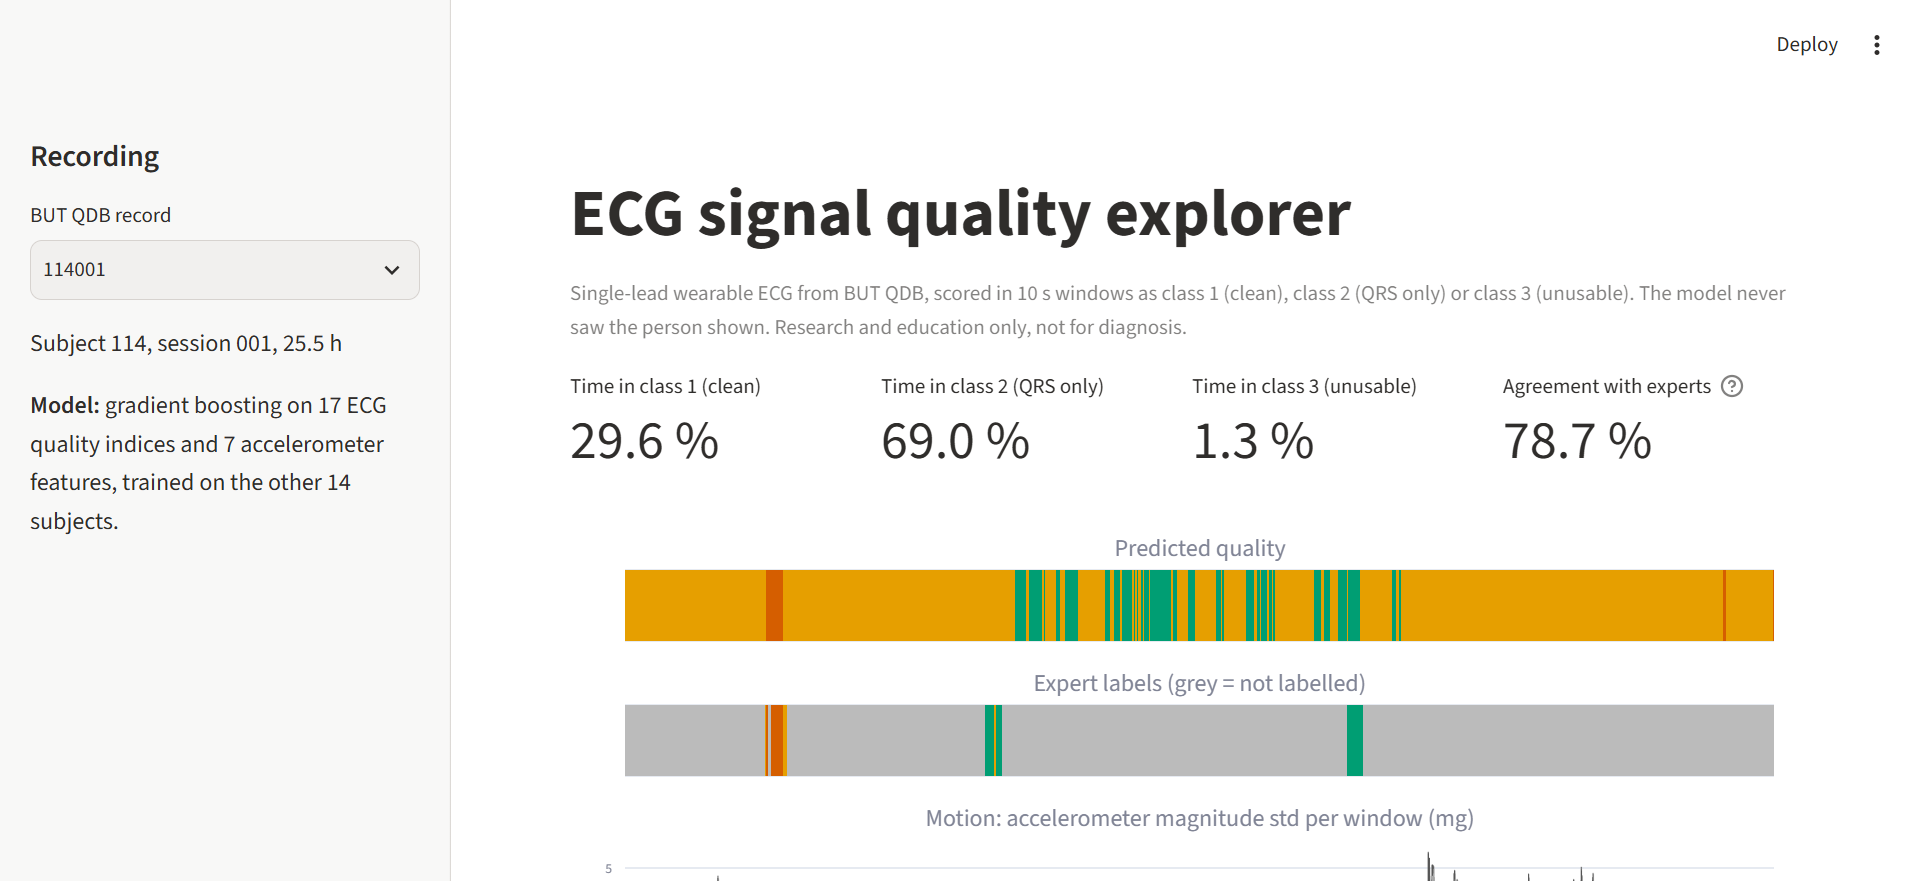 Deploy
Recording
BUT QDB record
114001
Subject 114, session 001, 25.5 h
Model: gradient boosting on 17 ECG
quality indices and 7 accelerometer
features, trained on the other 14
subjects.
ECG signal quality explorer
Single-lead wearable ECG from BUT QDB, scored in 10 s windows as class 1 (clean), class 2 (QRS only) or class 3 (unusable). The model never
saw the person shown. Research and education only, not for diagnosis.
Time in class 1 (clean)
29.6 %
Time in class 2 (QRS only)
69.0 %
Time in class 3 (unusable)
1.3 %
Agreement with experts
78.7 %
Predicted quality
Expert labels (grey = not labelled)
Motion: accelerometer magnitude std per window (mg)
5